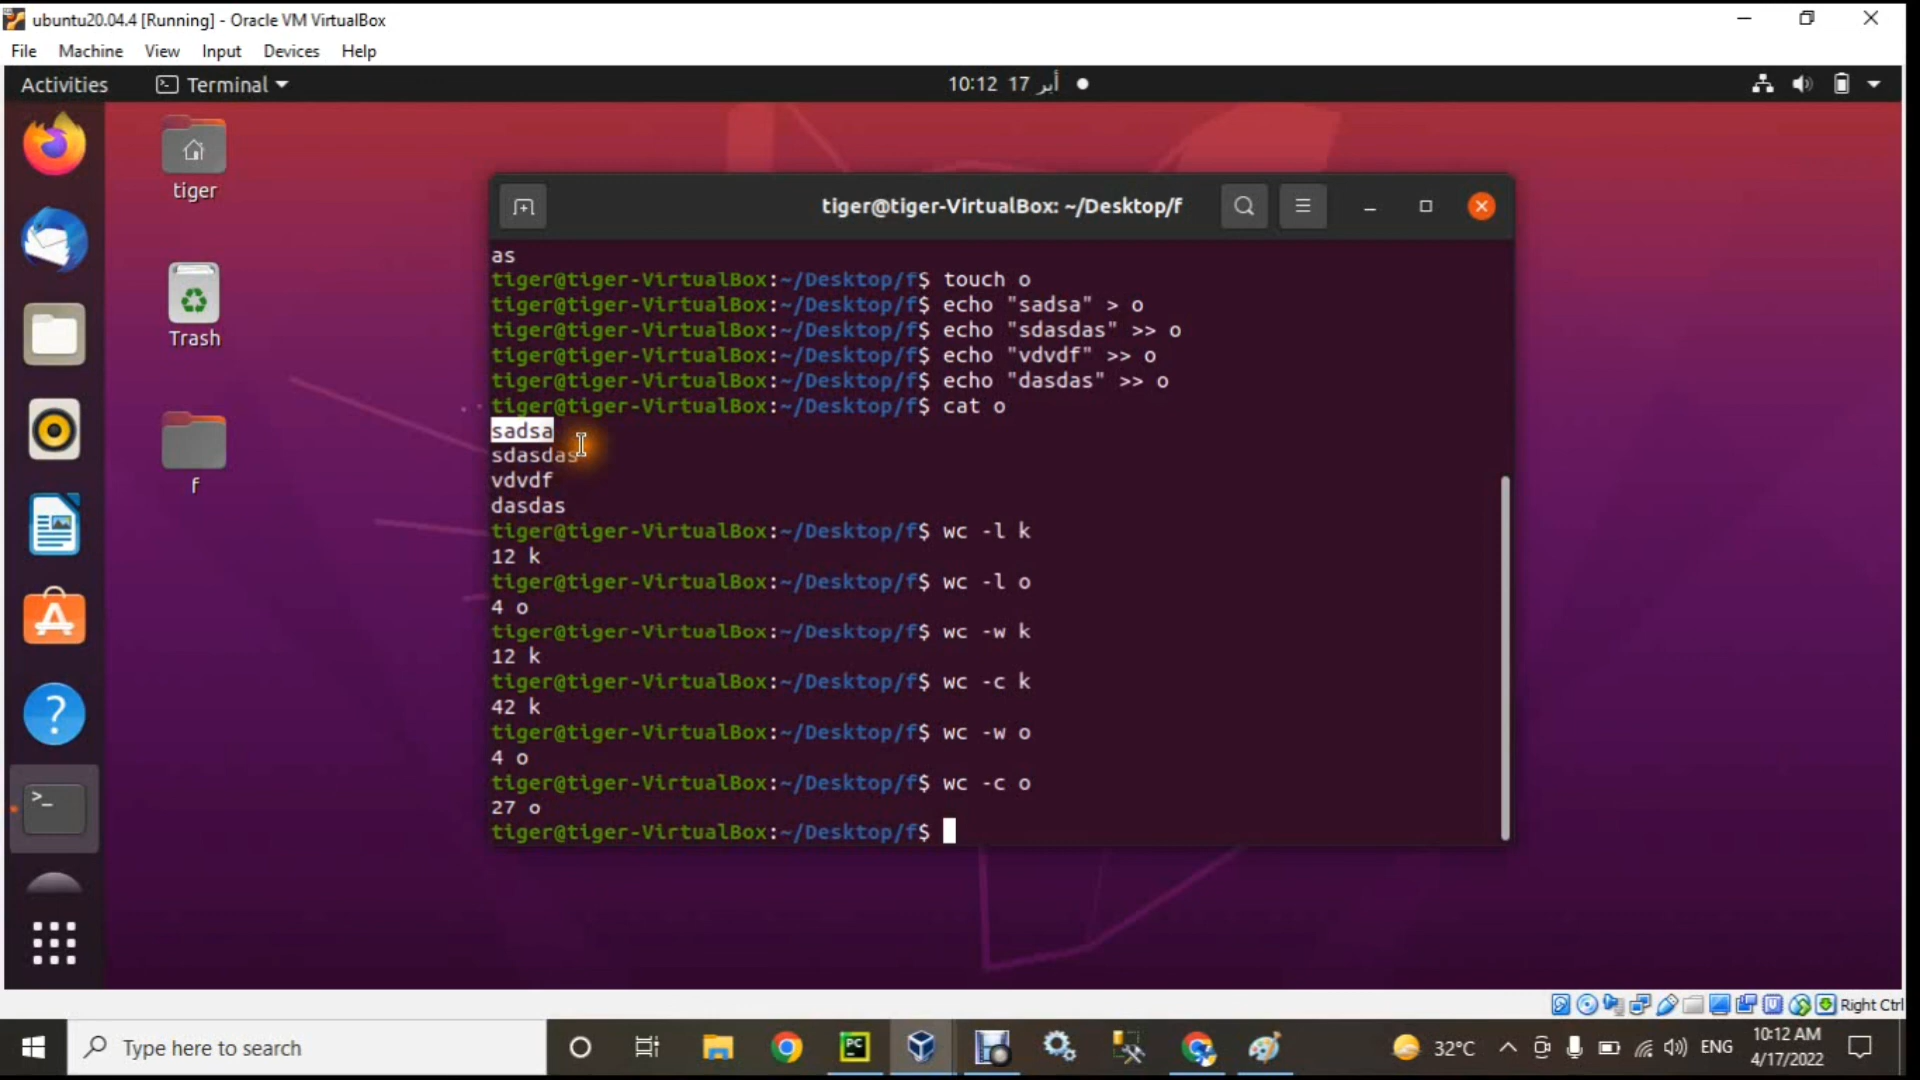 ubuntu20.04.4 [Running] - Oracle VM VirtualBox
File Machine View Input Devices Help
Activities Terminal 10:12 17 أبر
tiger
Trash
f
tiger@tiger-VirtualBox: ~/Desktop/f
as
tiger@tiger-VirtualBox:~/Desktop/f$ touch o
tiger@tiger-VirtualBox:~/Desktop/f$ echo "sadsa" > o
tiger@tiger-VirtualBox:~/Desktop/f$ echo "sdasdas" >> o
tiger@tiger-VirtualBox:~/Desktop/f$ echo "vdvdf" >> o
tiger@tiger-VirtualBox:~/Desktop/f$ echo "dasdas" >> o
tiger@tiger-VirtualBox:~/Desktop/f$ cat o
sadsa
sdasdas
vdvdf
dasdas
tiger@tiger-VirtualBox:~/Desktop/f$ wc -l k
12 k
tiger@tiger-VirtualBox:~/Desktop/f$ wc -l o
4 o
tiger@tiger-VirtualBox:~/Desktop/f$ wc -w k
12 k
tiger@tiger-VirtualBox:~/Desktop/f$ wc -c k
42 k
tiger@tiger-VirtualBox:~/Desktop/f$ wc -w o
4 o
tiger@tiger-VirtualBox:~/Desktop/f$ wc -c o
27 o
tiger@tiger-VirtualBox:~/Desktop/f$
Right Ctrl
Type here to search
PC
32°C
ENG
10:12 AM
4/17/2022